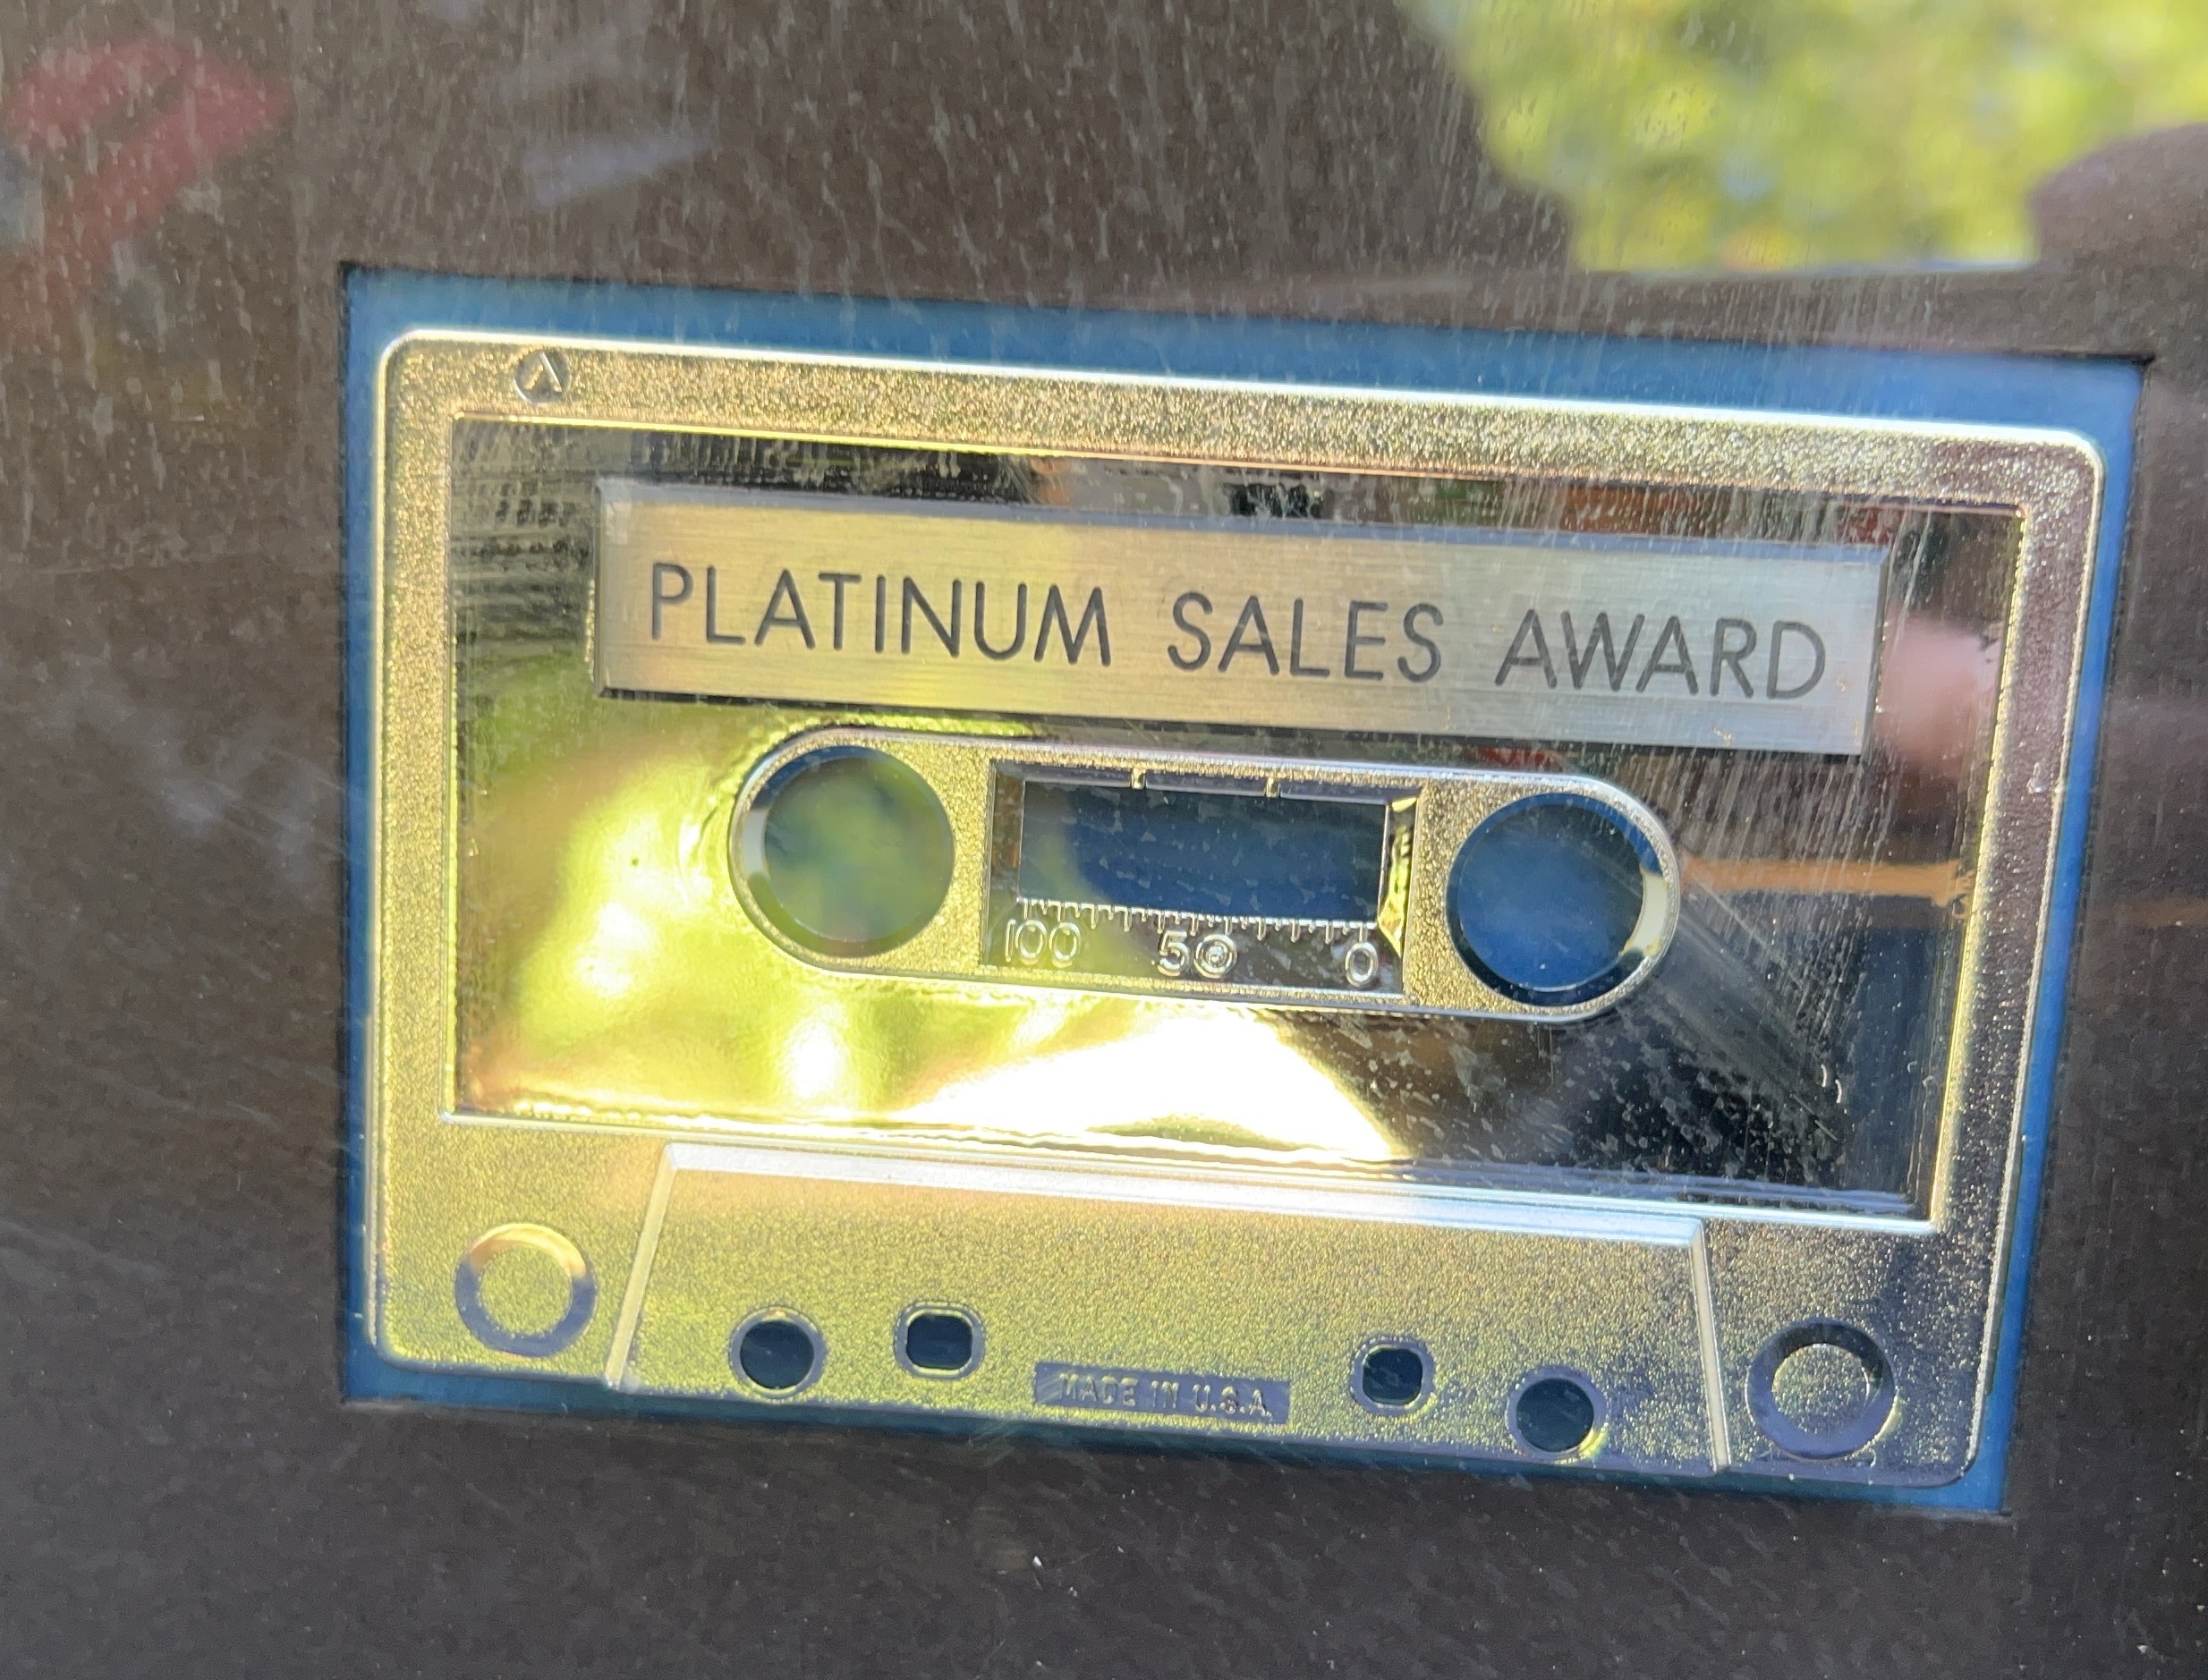 A
PLATINUM SALES AWARD
100 50 0
MADE IN U.S.A.